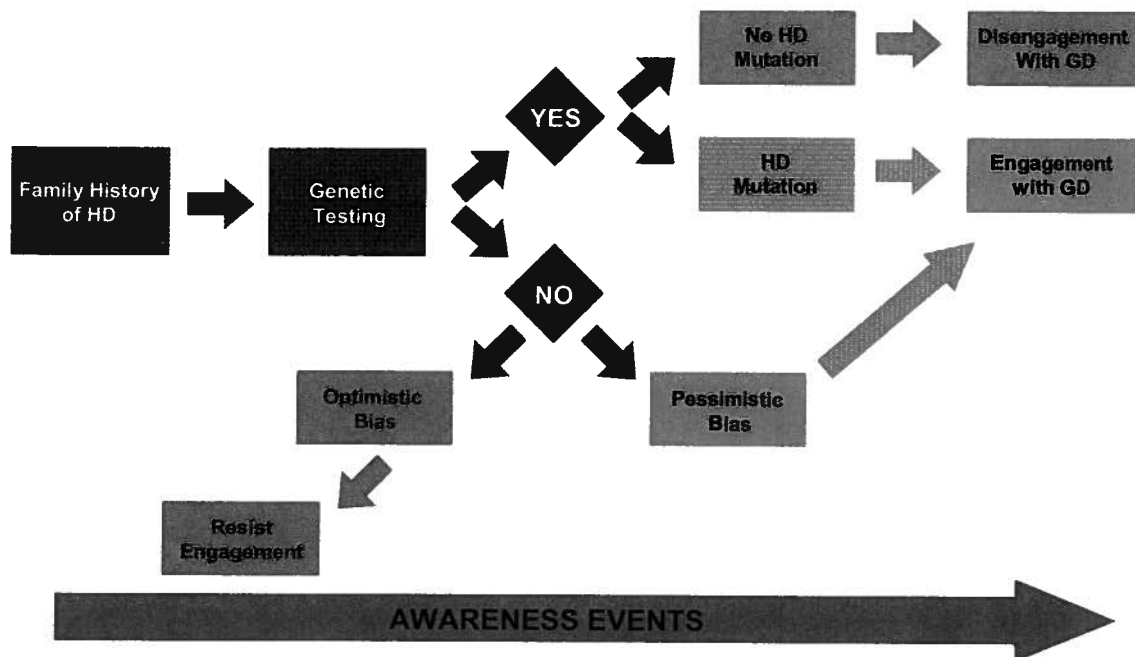 No HD
Mutation
Disengagement
With GD
YES
Family History
of HD
Genetic
Testing
HD
Mutation
Engagement
with GD
NO
Optimistic
Bias
Pessimistic
Bias
Resist
Engagement
AWARENESS EVENTS